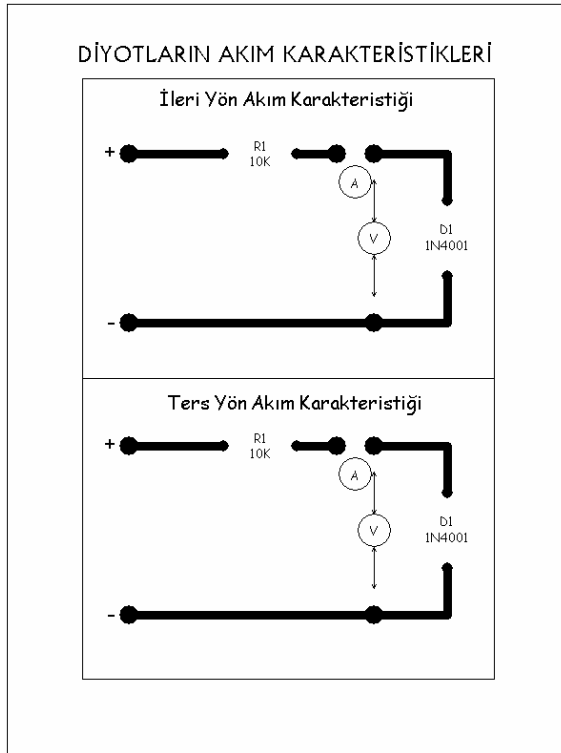 DİYOTLARIN AKIM KARAKTERİSTİKLERİ
İleri Yön Akım Karakteristiği
+
R1
10K
A
V
D1
1N4001
-
Ters Yön Akım Karakteristiği
+
R1
10K
A
V
D1
1N4001
-